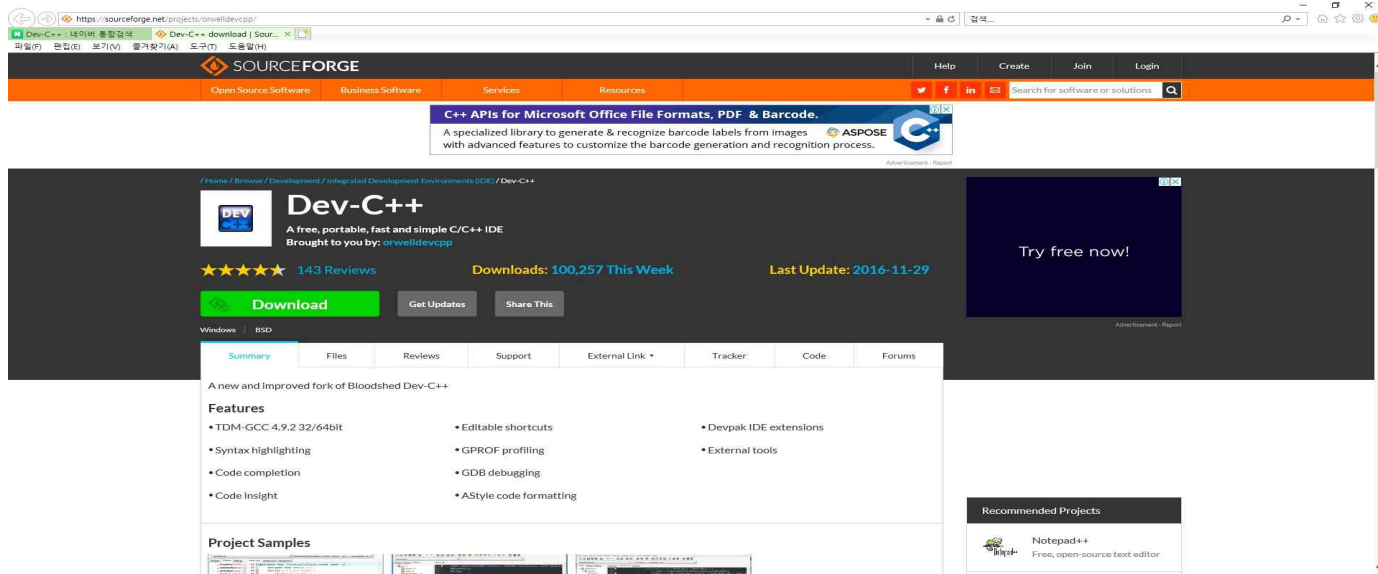 https://sourceforge.net/projects/orwelldevcpp/
검색...
Dev-C++ : 네이버 통합검색
Dev-C++ download | Sour...
파일(F) 편집(E) 보기(V) 즐겨찾기(A) 도구(T) 도움말(H)
SOURCEFORGE
Help Create Join Login
Open Source Software Business Software Services Resources
Search for software or solutions
C++ APIs for Microsoft Office File Formats, PDF & Barcode.
A specialized library to generate & recognize barcode labels from images
with advanced features to customize the barcode generation and recognition process.
ASPOSE
C++
Advertisement - Report
/ Home / Browse / Development / Integrated Development Environments (IDE) / Dev-C++
DEV
C++
Dev-C++
A free, portable, fast and simple C/C++ IDE
Brought to you by: orwelldevcpp
143 Reviews
Downloads: 100,257 This Week
Last Update: 2016-11-29
Try free now!
Download
Get Updates
Share This
Advertisement - Report
Windows BSD
Summary Files Reviews Support External Link Tracker Code Forums
A new and improved fork of Bloodshed Dev-C++
Features
• TDM-GCC 4.9.2 32/64bit
• Syntax highlighting
• Code completion
• Code insight
• Editable shortcuts
• GPROF profiling
• GDB debugging
• AStyle code formatting
• Devpak IDE extensions
• External tools
Project Samples
Recommended Projects
Notepad++
Free, open-source text editor